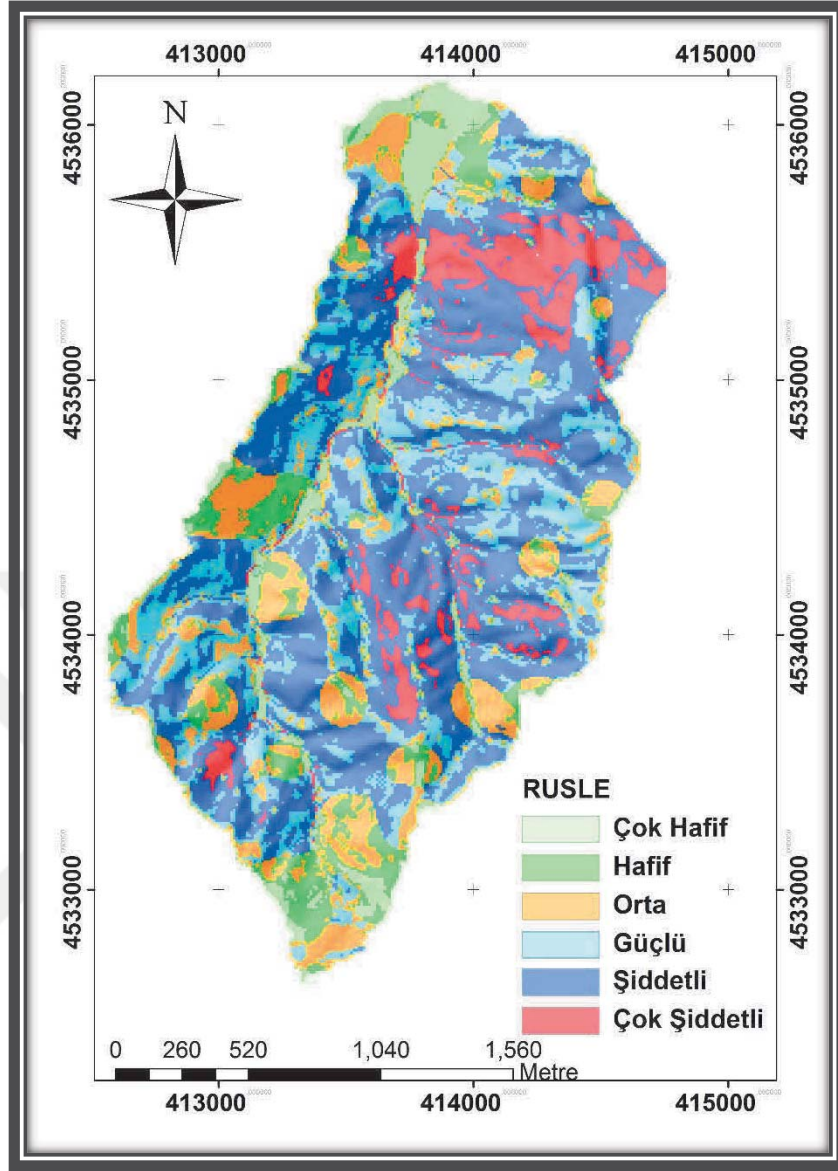 413000 414000 415000
N
4536000 4536000
4535000 4535000
4534000 4534000
4533000 4533000
RUSLE
Çok Hafif
Hafif
Orta
Güçlü
Şiddetli
Çok Şiddetli
0 260 520 1,040 1,560
Metre
413000 414000 415000